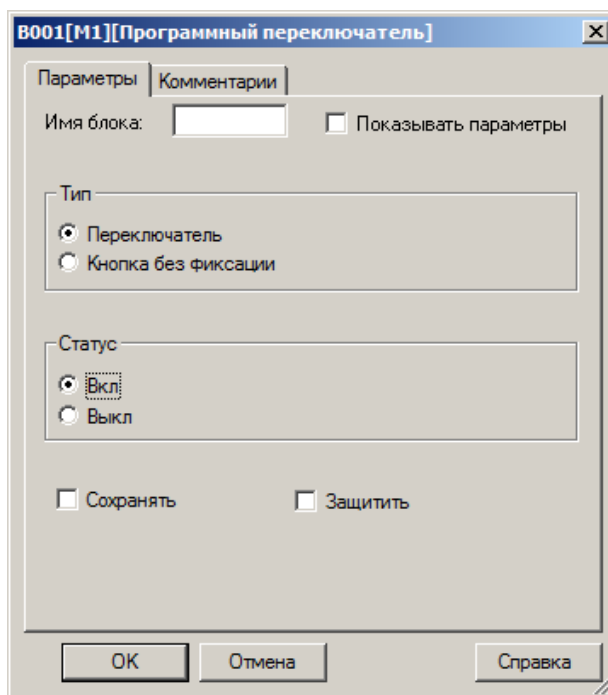 B001[M1][Программный переключатель]
Параметры Комментарии
Имя блока: Показывать параметры
Тип
Переключатель
Кнопка без фиксации
Статус
Вкл
Выкл
Сохранять Защитить
OK Отмена Справка